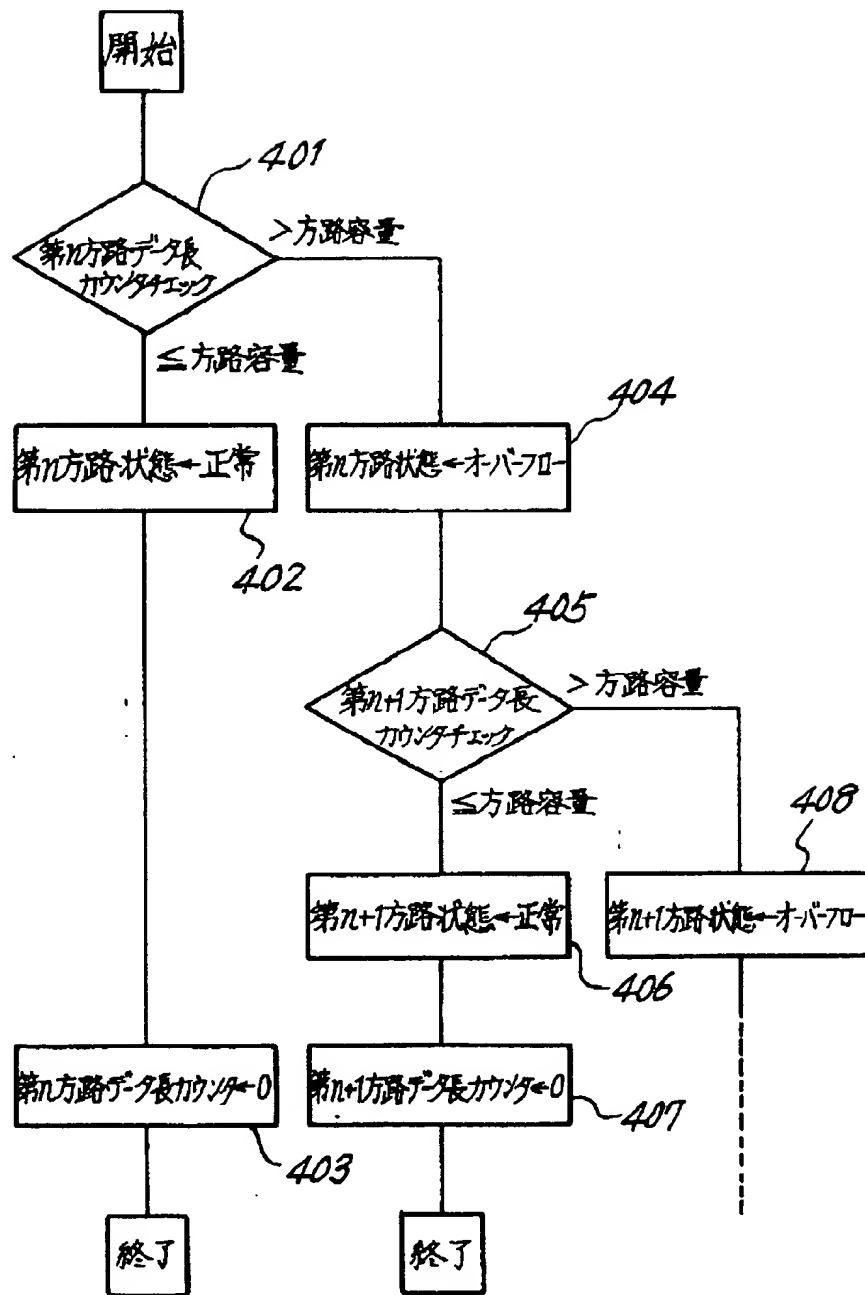 開始
401
第n方路データ長
カウンタチェック
>方路容量
≦方路容量
第n方路状態←正常
402
404
第n方路状態←オーバーフロー
405
第n+1方路データ長
カウンタチェック
>方路容量
≦方路容量
408
第n+1方路状態←正常
406
第n+1方路状態←オーバーフロー
第n方路データ長カウンタ←0
403
第n+1方路データ長カウンタ←0
407
終了
終了